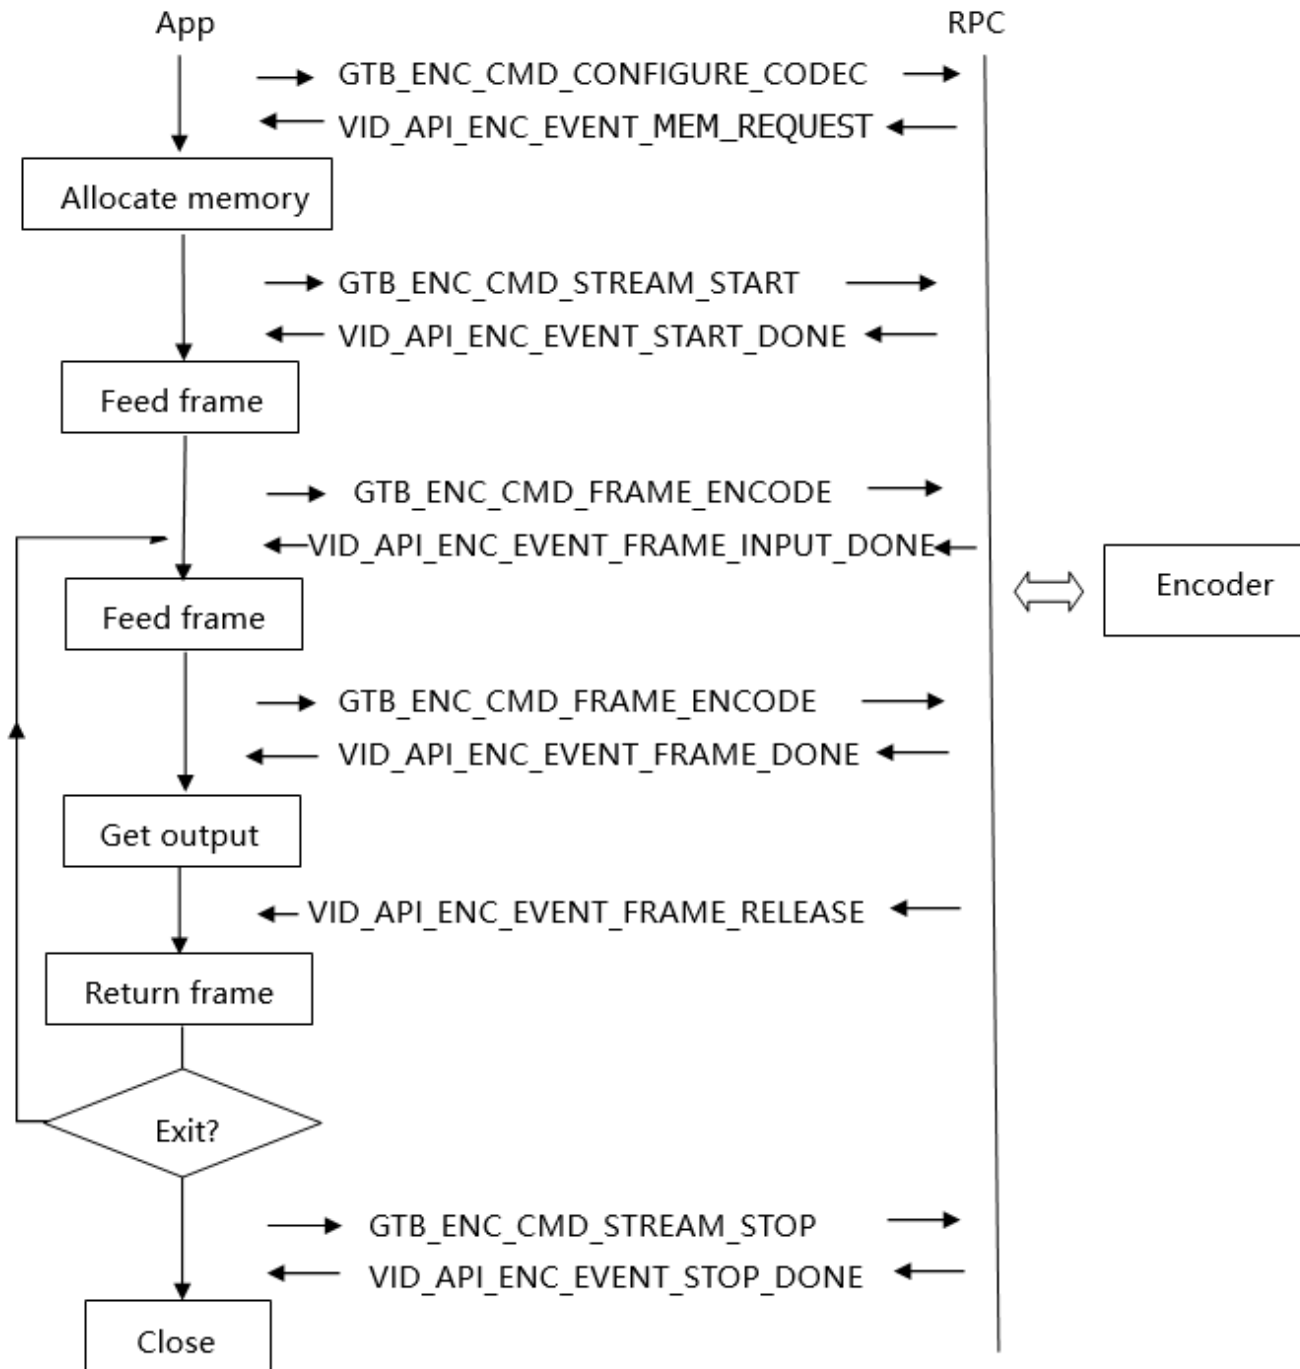 App
RPC
GTB_ENC_CMD_CONFIGURE_CODEC
VID_API_ENC_EVENT_MEM_REQUEST
Allocate memory
GTB_ENC_CMD_STREAM_START
VID_API_ENC_EVENT_START_DONE
Feed frame
GTB_ENC_CMD_FRAME_ENCODE
VID_API_ENC_EVENT_FRAME_INPUT_DONE
Encoder
Feed frame
GTB_ENC_CMD_FRAME_ENCODE
VID_API_ENC_EVENT_FRAME_DONE
Get output
VID_API_ENC_EVENT_FRAME_RELEASE
Return frame
Exit?
GTB_ENC_CMD_STREAM_STOP
VID_API_ENC_EVENT_STOP_DONE
Close